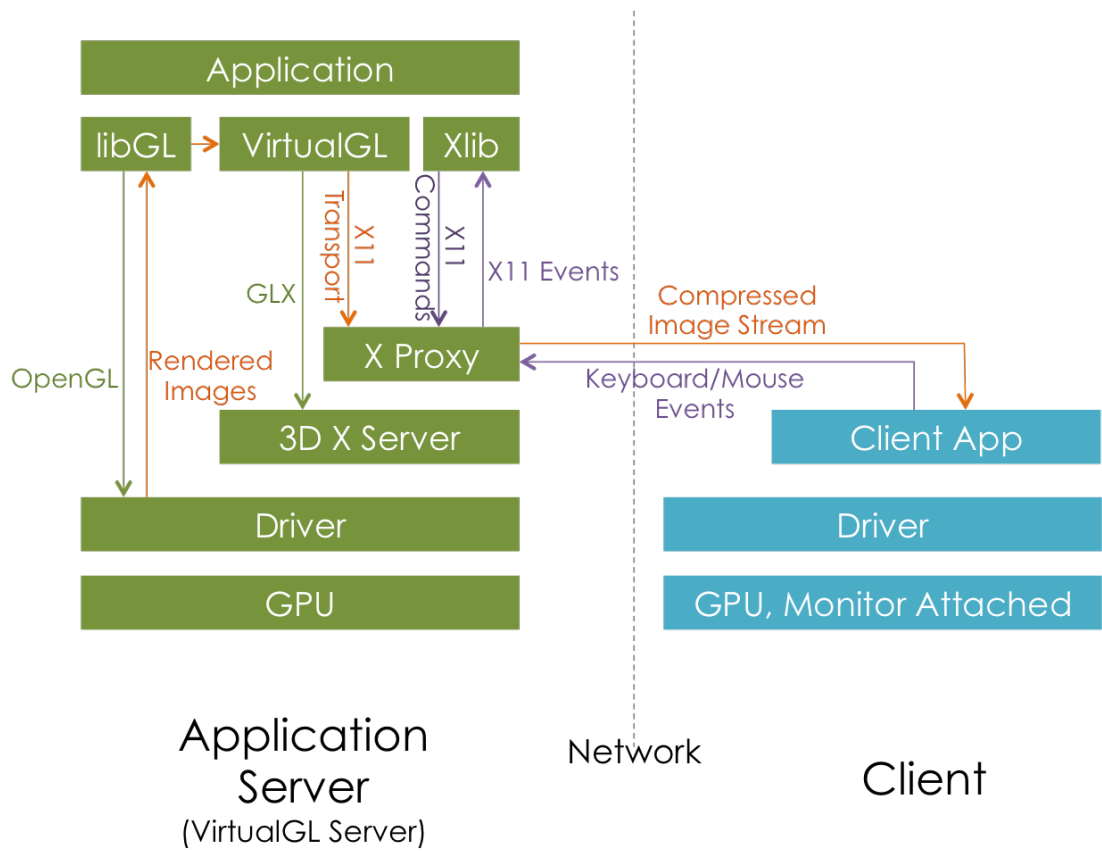 Application
libGL
VirtualGL
Xlib
X11
Transport
X11
Commands
X11 Events
GLX
Compressed
Image Stream
X Proxy
Rendered
Images
OpenGL
Keyboard/Mouse
Events
3D X Server
Client App
Driver
Driver
GPU
GPU, Monitor Attached
Application
Server
(VirtualGL Server)
Network
Client